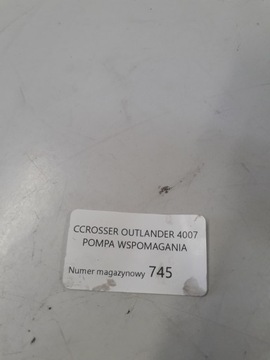 CCROSSER OUTLANDER 4007
POMPA WSPOMAGANIA
Numer magazynowy 745